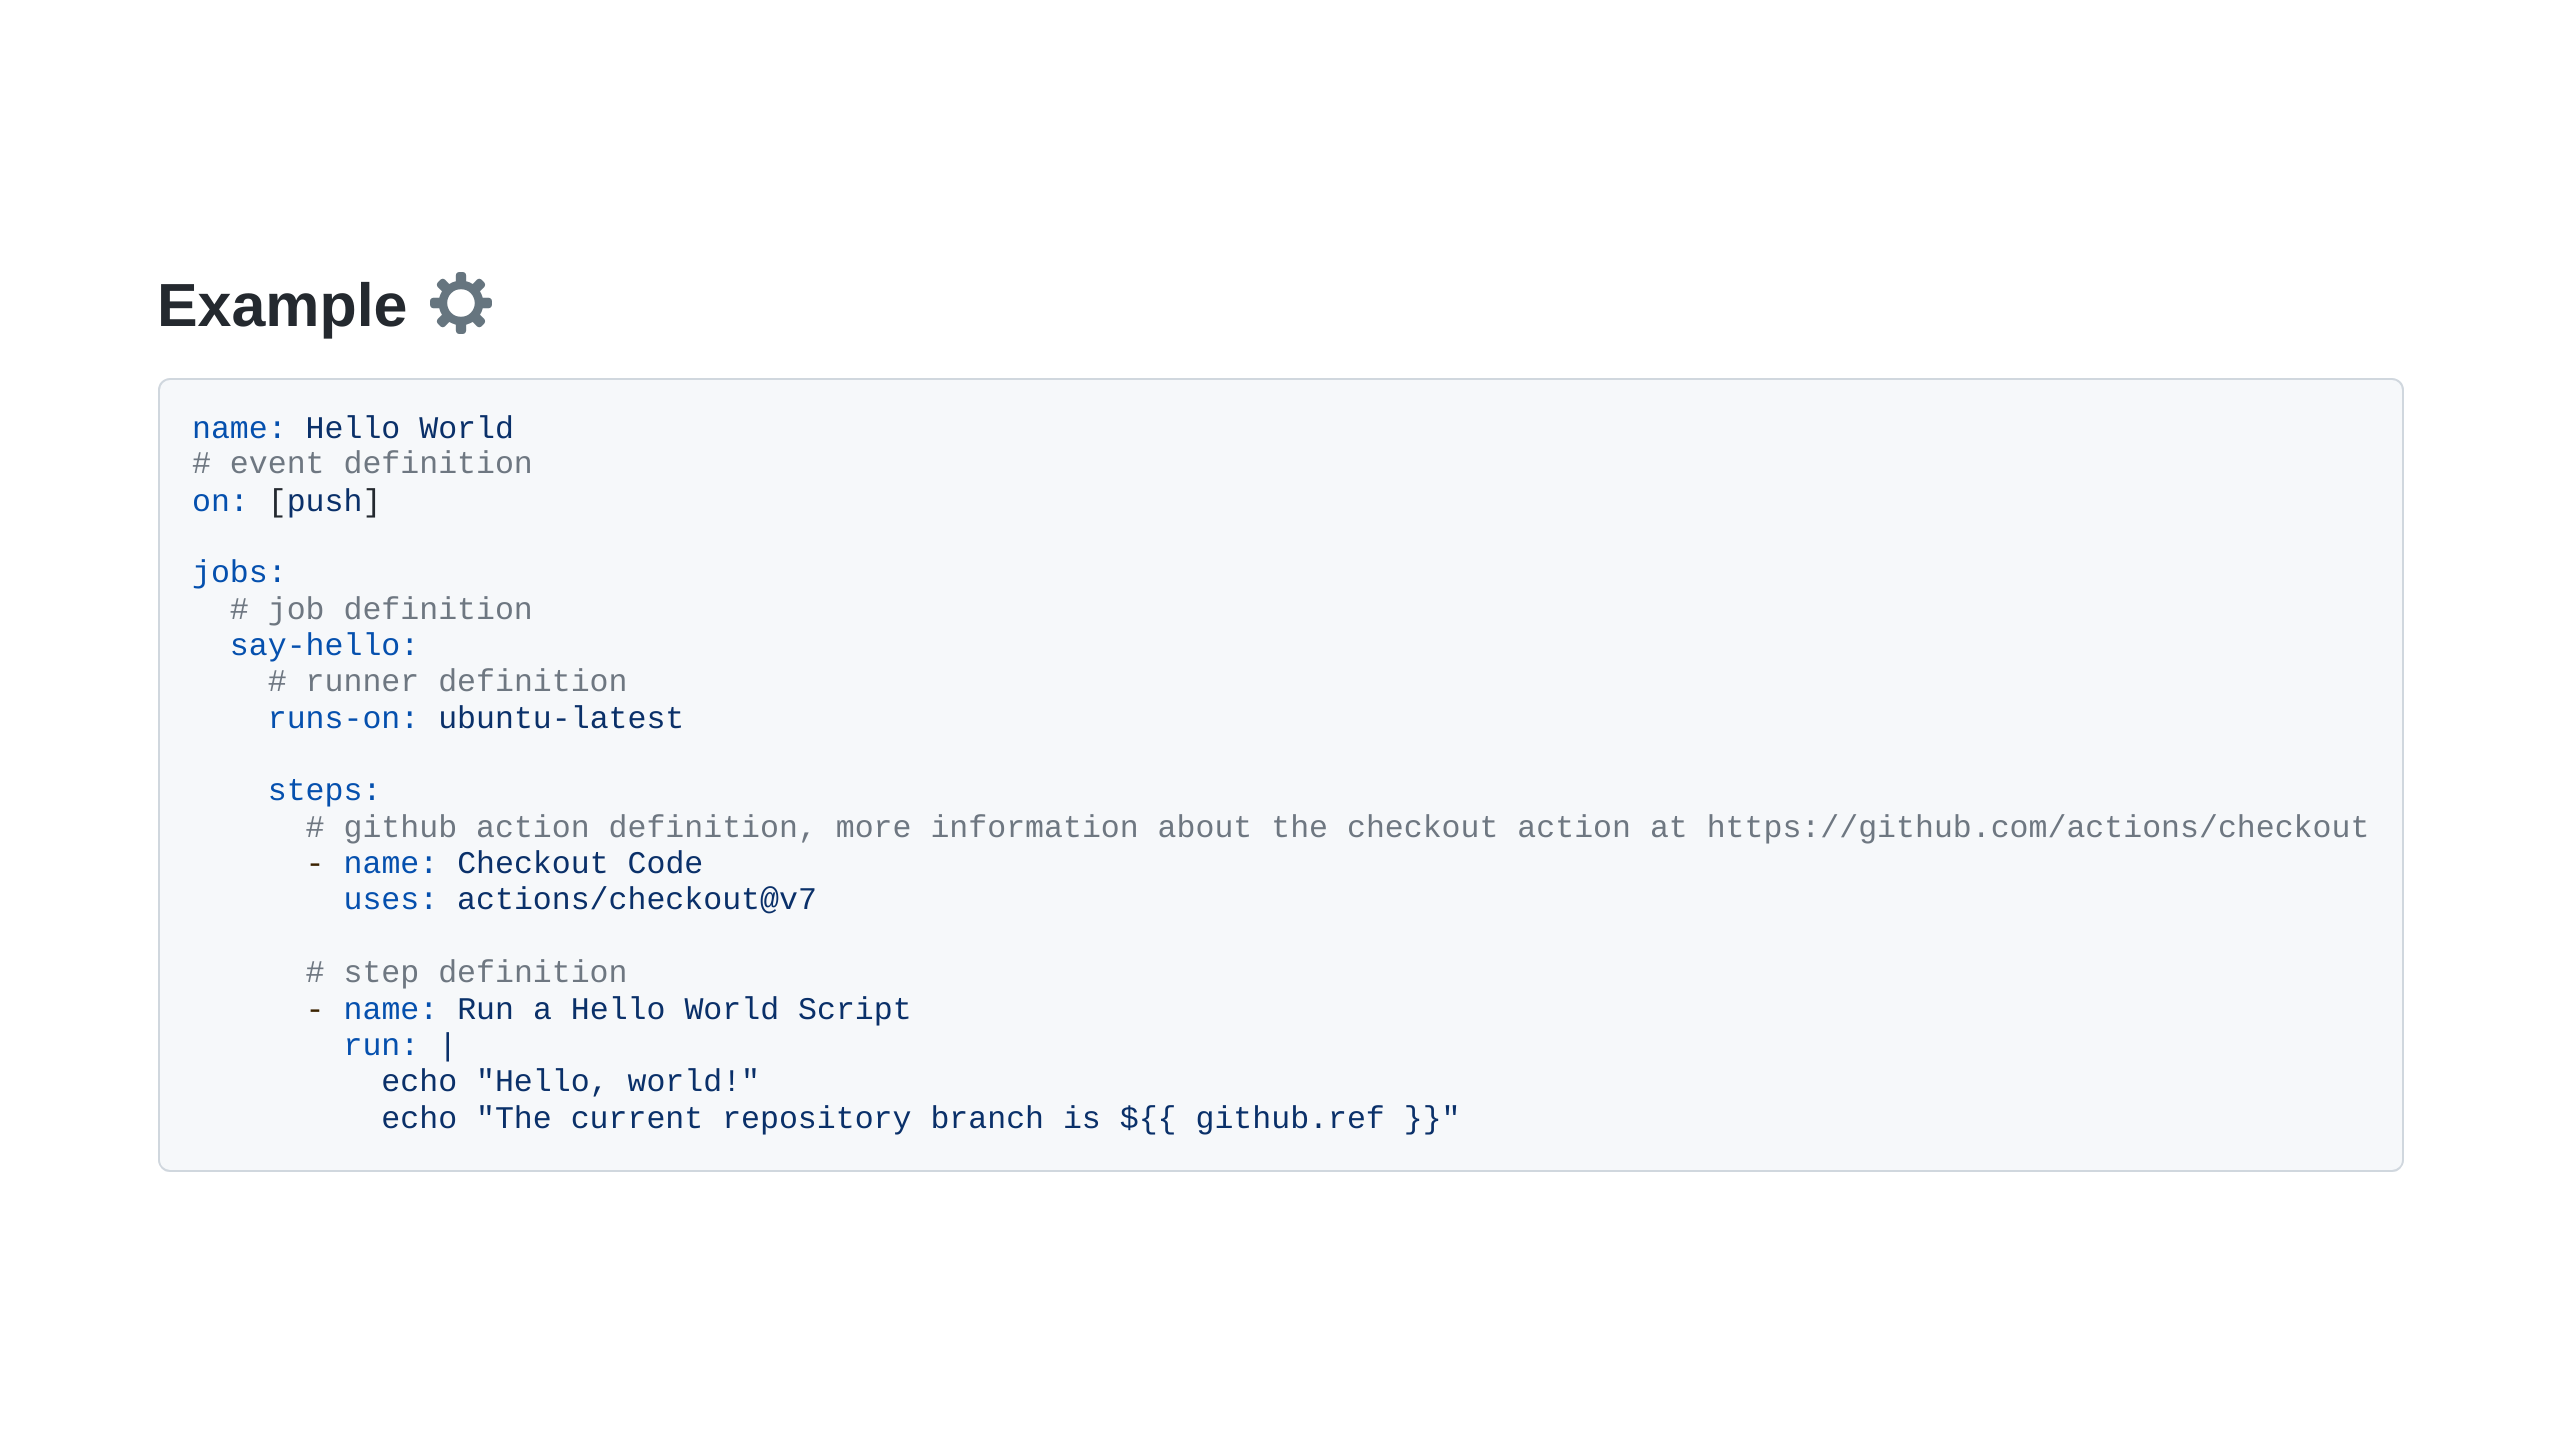 Example
name: Hello World
# event definition
on: [push]

jobs:
  # job definition
  say-hello:
    # runner definition
    runs-on: ubuntu-latest

    steps:
      # github action definition, more information about the checkout action at https://github.com/actions/checkout
      - name: Checkout Code
        uses: actions/checkout@v7

      # step definition
      - name: Run a Hello World Script
        run: |
          echo "Hello, world!"
          echo "The current repository branch is ${{ github.ref }}"